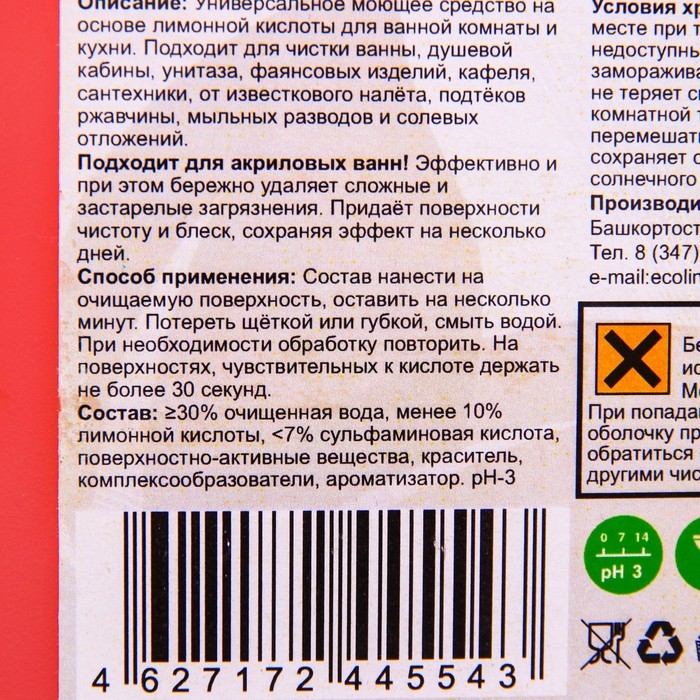 Описание: Универсальное моющее средство на
основе лимонной кислоты для ванной комнаты и
кухни. Подходит для чистки ванны, душевой
кабины, унитаза, фаянсовых изделий, кафеля,
сантехники, от известкового налёта, подтёков
ржавчины, мыльных разводов и солевых
отложений.
Подходит для акриловых ванн! Эффективно и
при этом бережно удаляет сложные и
застарелые загрязнения. Придаёт поверхности
чистоту и блеск, сохраняя эффект на несколько
дней.
Способ применения: Состав нанести на
очищаемую поверхность, оставить на несколько
минут. Потереть щёткой или губкой, смыть водой.
При необходимости обработку повторить. На
поверхностях, чувствительных к кислоте держать
не более 30 секунд.
Состав: ≥30% очищенная вода, менее 10%
лимонной кислоты, <7% сульфаминовая кислота,
поверхностно-активные вещества, краситель,
комплексообразователи, ароматизатор. pH-3
4 627172 445543
Условия хр
месте при т
недоступны
заморажив
не теряет с
комнатной т
перемешат
сохраняет с
солнечного
Производи
Башкортост
Тел. 8 (347)
e-mail:ecolin
Бе
ис
М
При попада
оболочку пр
обратиться
другими чис
0 7 14
pH 3